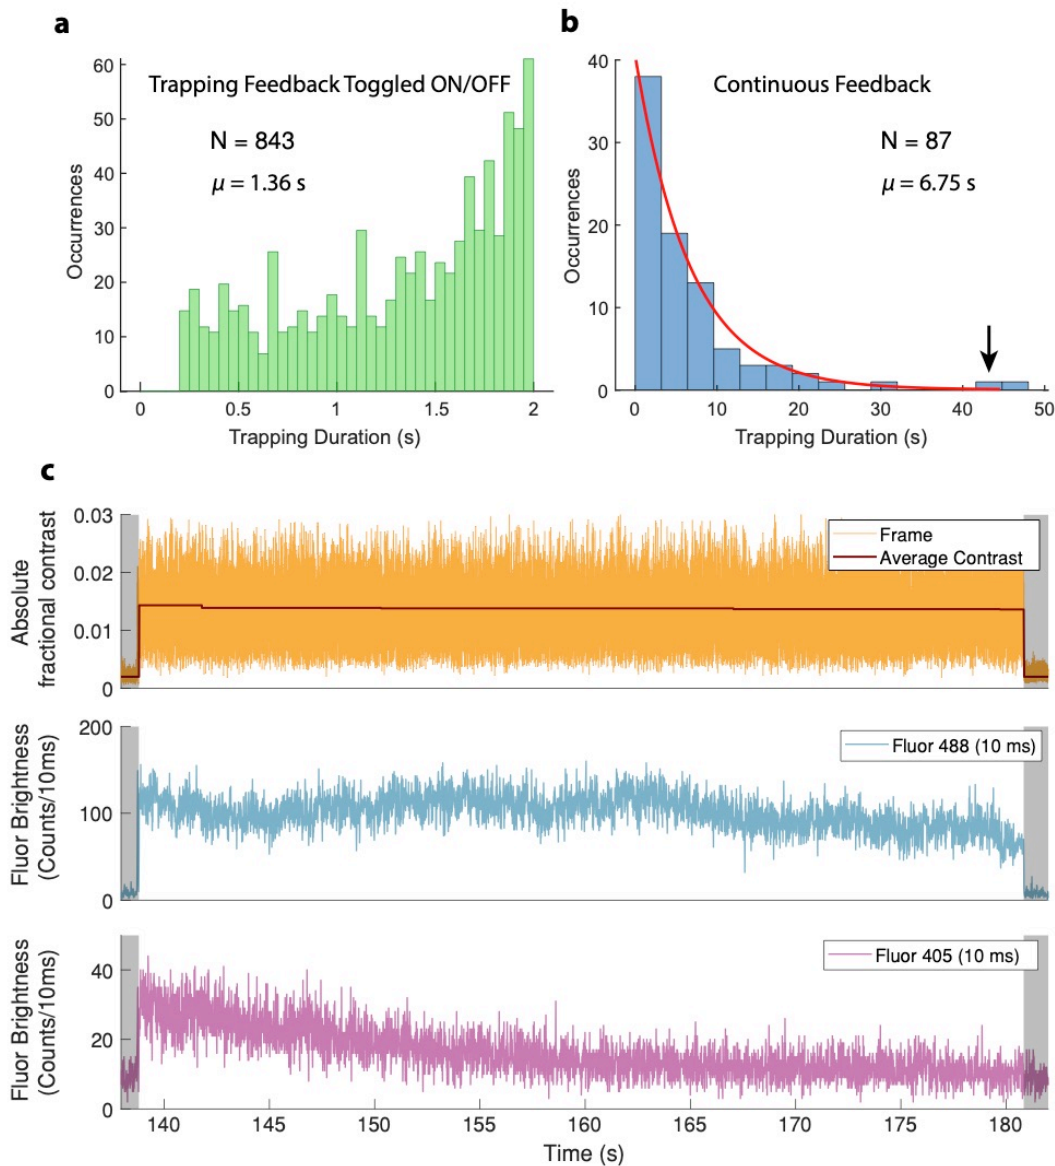 a
Trapping Feedback Toggled ON/OFF
N = 843
μ = 1.36 s
Occurrences
60
50
40
30
20
10
0
0 0.5 1 1.5 2
Trapping Duration (s)
b
Continuous Feedback
N = 87
μ = 6.75 s
Occurrences
40
30
20
10
0
0 10 20 30 40 50
Trapping Duration (s)
c
Absolute
fractional contrast
0.03
0.02
0.01
0
Frame
Average Contrast
Fluor Brightness
(Counts/10ms)
200
100
0
Fluor 488 (10 ms)
Fluor Brightness
(Counts/10ms)
40
20
0
Fluor 405 (10 ms)
140 145 150 155 160 165 170 175 180
Time (s)